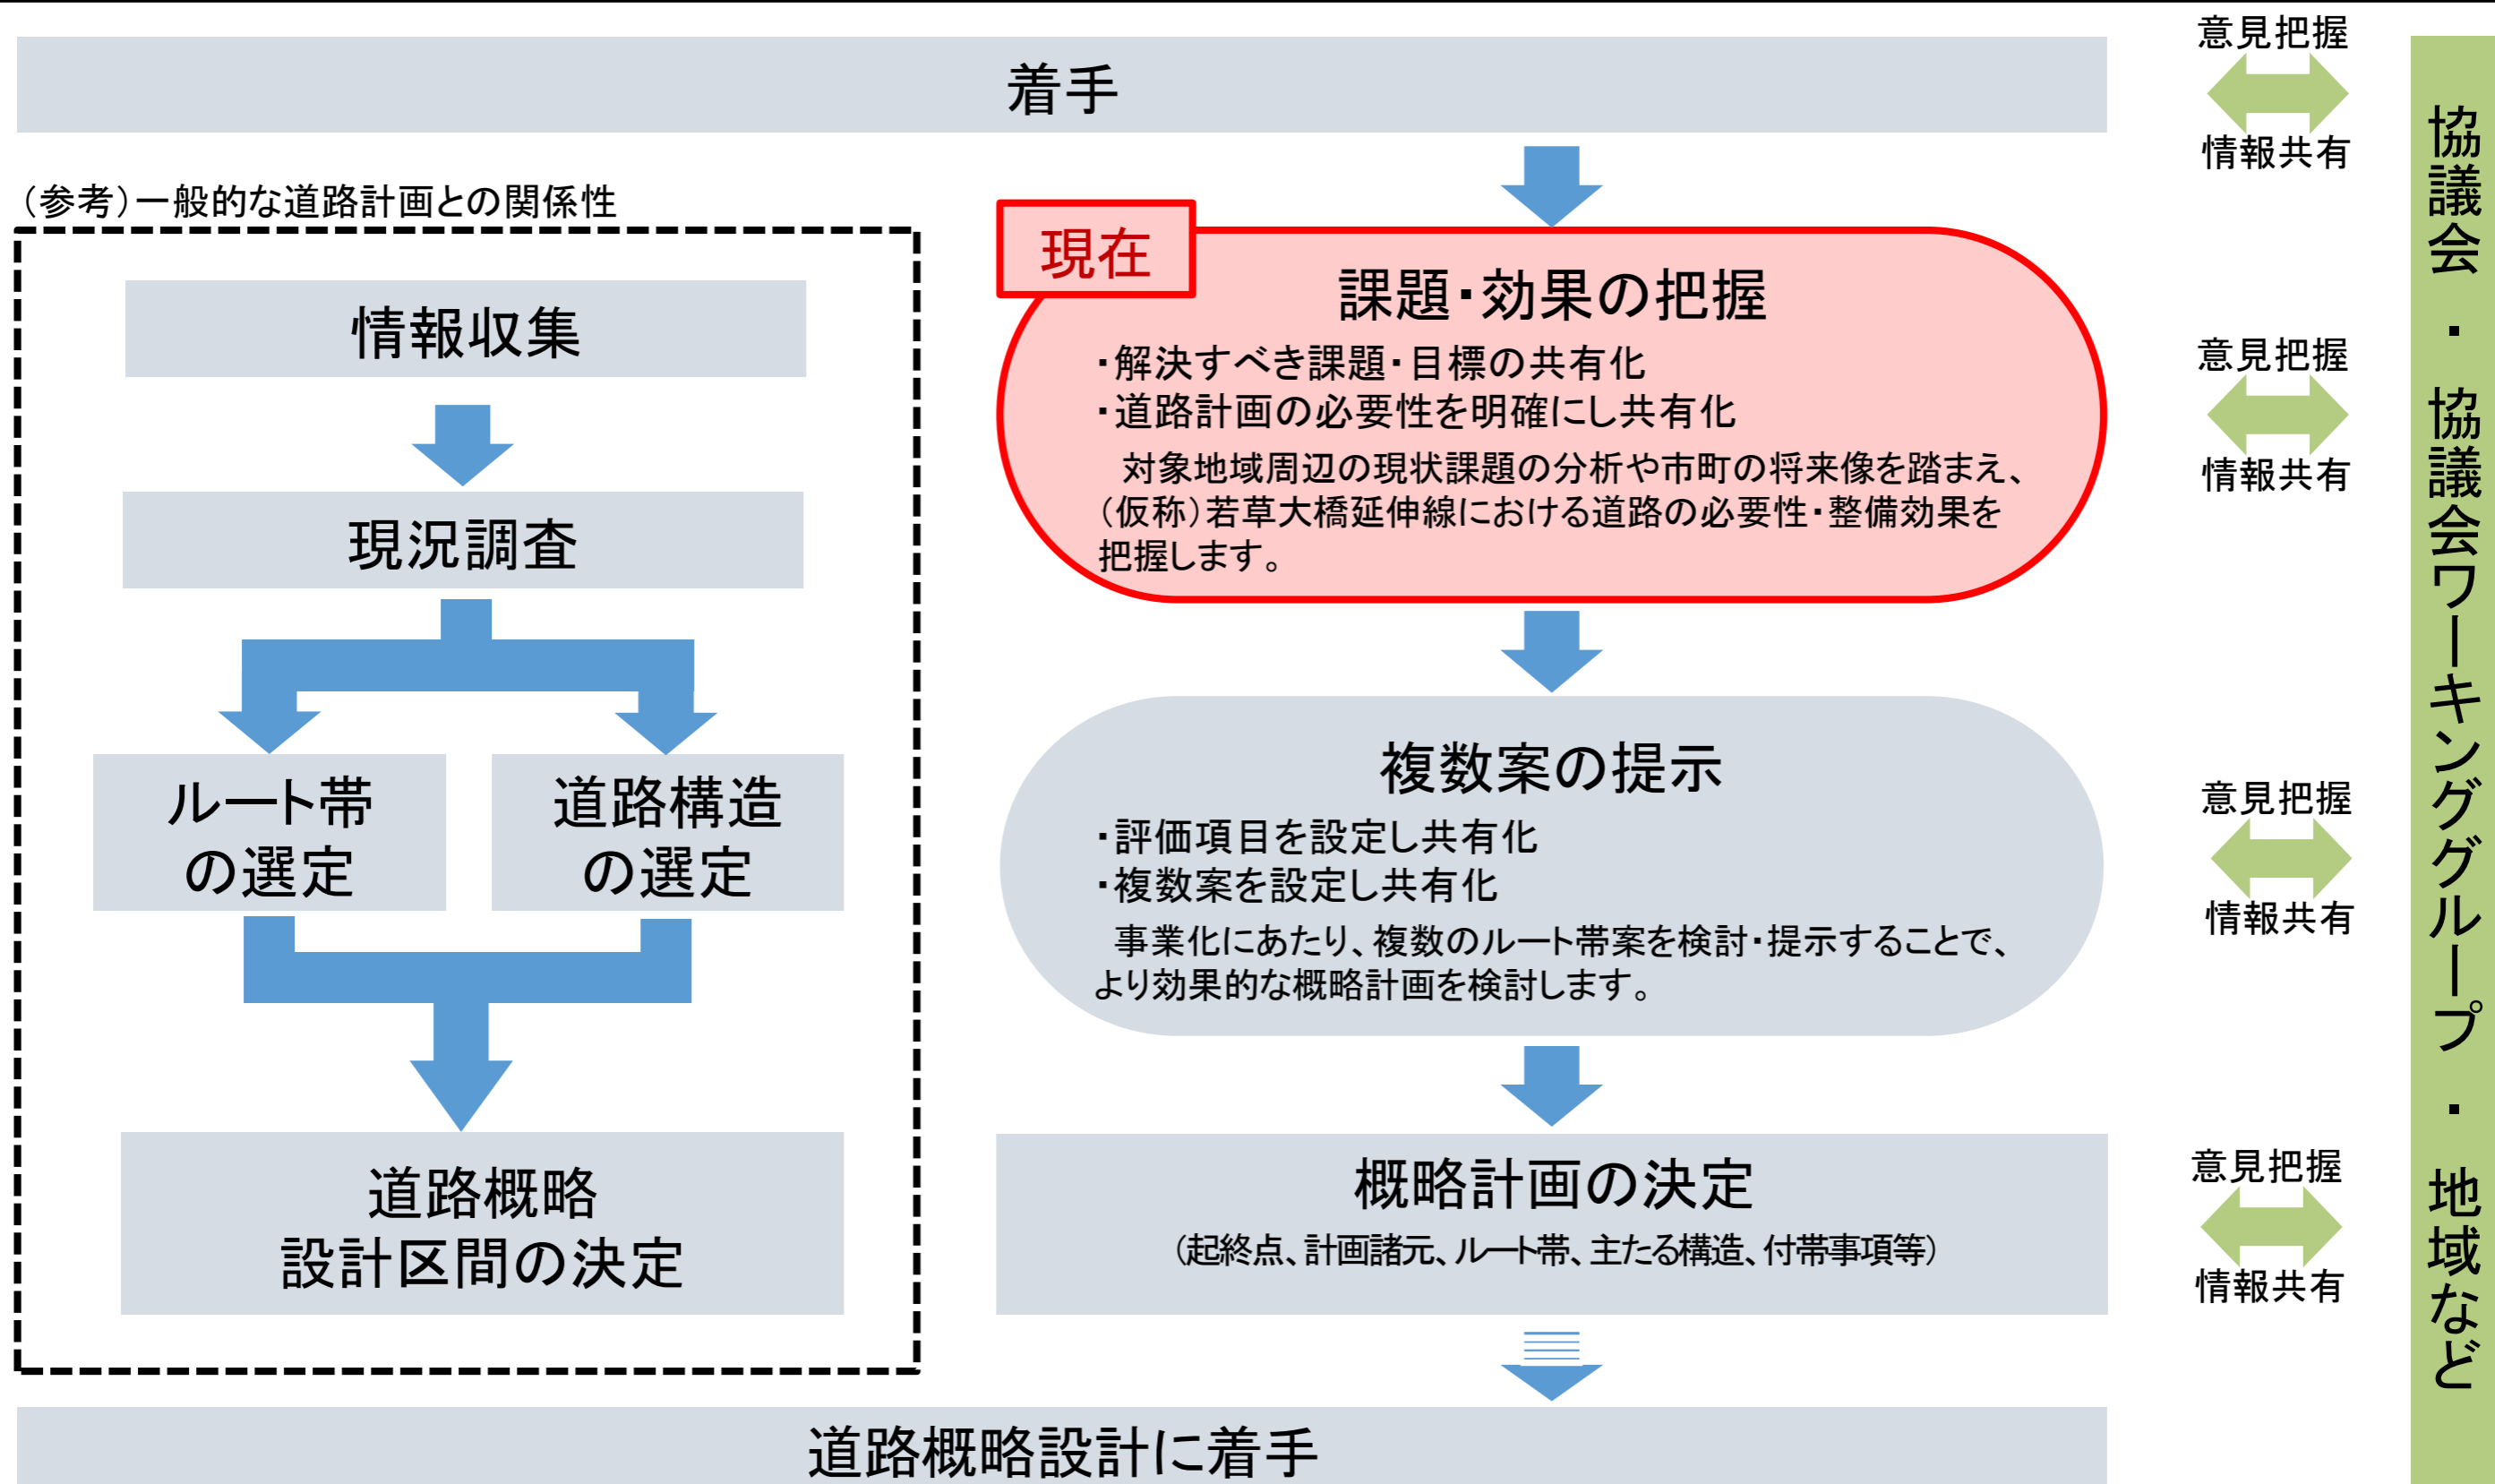 着手
(参考)一般的な道路計画との関係性
情報収集
現況調査
ルート帯
の選定
道路構造
の選定
道路概略
設計区間の決定
現在
課題・効果の把握
・解決すべき課題・目標の共有化
・道路計画の必要性を明確にし共有化
対象地域周辺の現状課題の分析や市町の将来像を踏まえ、
(仮称)若草大橋延伸線における道路の必要性・整備効果を
把握します。
複数案の提示
・評価項目を設定し共有化
・複数案を設定し共有化
事業化にあたり、複数のルート帯案を検討・提示することで、
より効果的な概略計画を検討します。
概略計画の決定
(起終点、計画諸元、ルート帯、主たる構造、付帯事項等)
道路概略設計に着手
意見把握
情報共有
意見把握
情報共有
意見把握
情報共有
意見把握
情報共有
協議会 ・ 協議会ワーキンググループ ・ 地域など